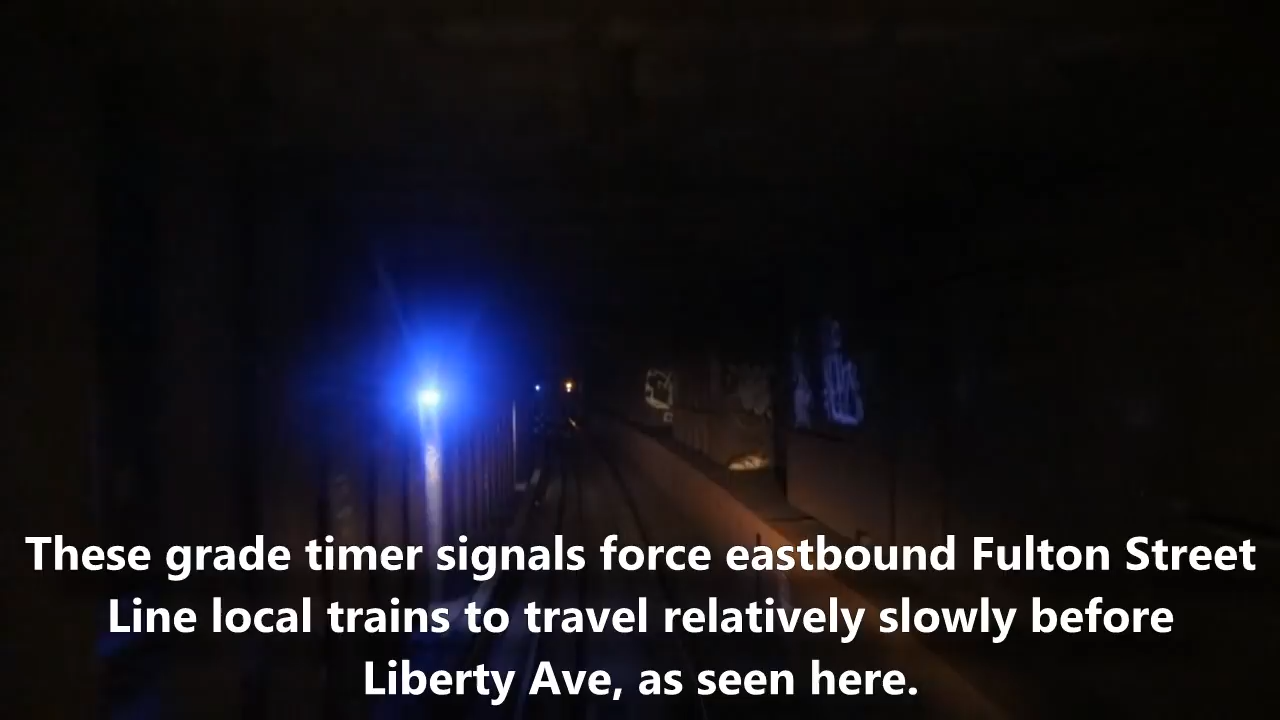 These grade timer signals force eastbound Fulton Street
Line local trains to travel relatively slowly before
Liberty Ave, as seen here.